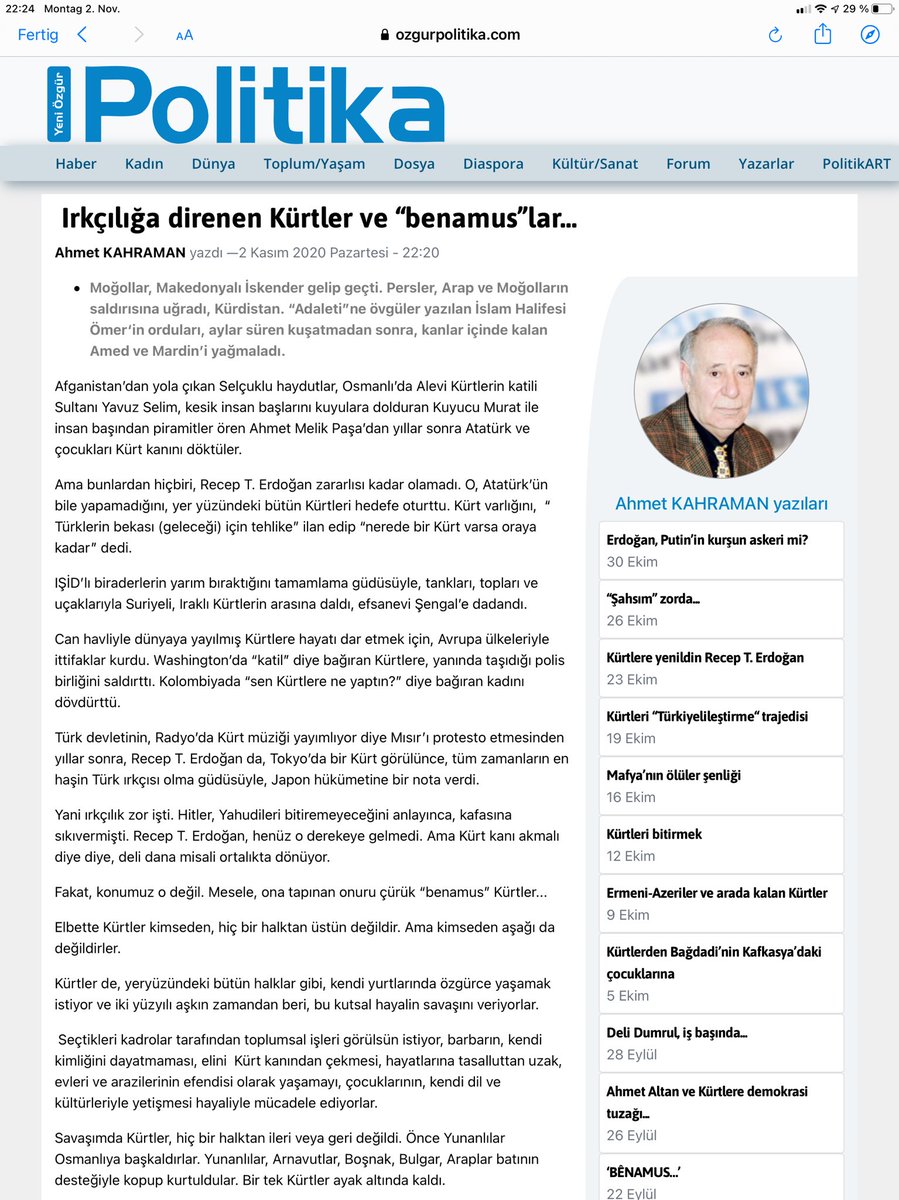 22:24 Montag 2. Nov.
29 %
Fertig
AA
ozgurpolitika.com
Yeni Özgür
Politika
Haber Kadın Dünya Toplum/Yaşam Dosya Diaspora Kültür/Sanat Forum Yazarlar PolitikART
Irkçılığa direnen Kürtler ve “benamus”lar...
Ahmet KAHRAMAN yazdı —2 Kasım 2020 Pazartesi - 22:20
• Moğollar, Makedonyalı İskender gelip geçti. Persler, Arap ve Moğolların
saldırısına uğradı, Kürdistan. “Adaleti”ne övgüler yazılan İslam Halifesi
Ömer‘in orduları, aylar süren kuşatmadan sonra, kanlar içinde kalan
Amed ve Mardin’i yağmaladı.
Afganistan’dan yola çıkan Selçuklu haydutlar, Osmanlı’da Alevi Kürtlerin katili
Sultanı Yavuz Selim, kesik insan başlarını kuyulara dolduran Kuyucu Murat ile
insan başından piramitler ören Ahmet Melik Paşa’dan yıllar sonra Atatürk ve
çocukları Kürt kanını döktüler.
Ama bunlardan hiçbiri, Recep T. Erdoğan zararlısı kadar olamadı. O, Atatürk’ün
bile yapamadığını, yer yüzündeki bütün Kürtleri hedefe oturttu. Kürt varlığını, “
Türklerin bekası (geleceği) için tehlike” ilan edip “nerede bir Kürt varsa oraya
kadar” dedi.
IŞİD’lı biraderlerin yarım bıraktığını tamamlama güdüsüyle, tankları, topları ve
uçaklarıyla Suriyeli, Iraklı Kürtlerin arasına daldı, efsanevi Şengal’e dadandı.
Can havliyle dünyaya yayılmış Kürtlere hayatı dar etmek için, Avrupa ülkeleriyle
ittifaklar kurdu. Washington’da “katil” diye bağıran Kürtlere, yanında taşıdığı polis
birliğini saldırttı. Kolombiyada “sen Kürtlere ne yaptın?” diye bağıran kadını
dövdürttü.
Türk devletinin, Radyo’da Kürt müziği yayımlıyor diye Mısır’ı protesto etmesinden
yıllar sonra, Recep T. Erdoğan da, Tokyo’da bir Kürt görülünce, tüm zamanların en
haşin Türk ırkçısı olma güdüsüyle, Japon hükümetine bir nota verdi.
Yani ırkçılık zor işti. Hitler, Yahudileri bitiremeyeceğini anlayınca, kafasına
sıkıvermişti. Recep T. Erdoğan, henüz o derekeye gelmedi. Ama Kürt kanı akmalı
diye diye, deli dana misali ortalıkta dönüyor.
Fakat, konumuz o değil. Mesele, ona tapınan onuru çürük “benamus” Kürtler...
Elbette Kürtler kimseden, hiç bir halktan üstün değildir. Ama kimseden aşağı da
değildirler.
Kürtler de, yeryüzündeki bütün halklar gibi, kendi yurtlarında özgürce yaşamak
istiyor ve iki yüzyılı aşkın zamandan beri, bu kutsal hayalin savaşını veriyorlar.
Seçtikleri kadrolar tarafından toplumsal işleri görülsün istiyor, barbarın, kendi
kimliğini dayatmaması, elini Kürt kanından çekmesi, hayatlarına tasalluttan uzak,
evleri ve arazilerinin efendisi olarak yaşamayı, çocuklarının, kendi dil ve
kültürleriyle yetişmesi hayaliyle mücadele ediyorlar.
Savaşımda Kürtler, hiç bir halktan ileri veya geri değildi. Önce Yunanlılar
Osmanlıya başkaldırlar. Yunanlılar, Arnavutlar, Boşnak, Bulgar, Araplar batının
desteğiyle kopup kurtuldular. Bir tek Kürtler ayak altında kaldı.
Ahmet KAHRAMAN yazıları
Erdoğan, Putin’in kurşun askeri mi?
30 Ekim
“Şahsım” zorda...
26 Ekim
Kürtlere yenildin Recep T. Erdoğan
23 Ekim
Kürtleri “Türkiyelileştirme“ trajedisi
19 Ekim
Mafya’nın ölüler şenliği
16 Ekim
Kürtleri bitirmek
12 Ekim
Ermeni-Azeriler ve arada kalan Kürtler
9 Ekim
Kürtlerden Bağdadi’nin Kafkasya’daki
çocuklarına
5 Ekim
Deli Dumrul, iş başında...
28 Eylül
Ahmet Altan ve Kürtlere demokrasi
tuzağı...
26 Eylül
‘BÊNAMUS...’
22 Eylül